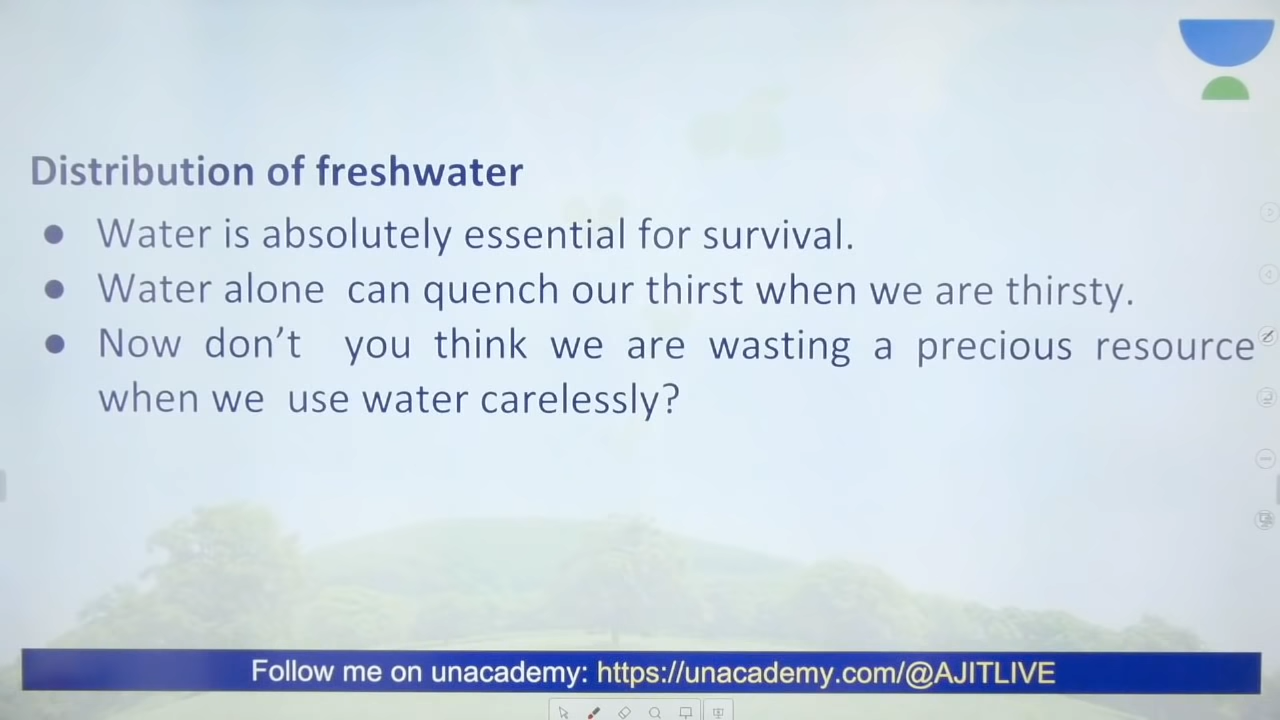 Distribution of freshwater
● Water is absolutely essential for survival.
● Water alone can quench our thirst when we are thirsty.
● Now don’t you think we are wasting a precious resource
when we use water carelessly?
Follow me on unacademy: https://unacademy.com/@AJITLIVE